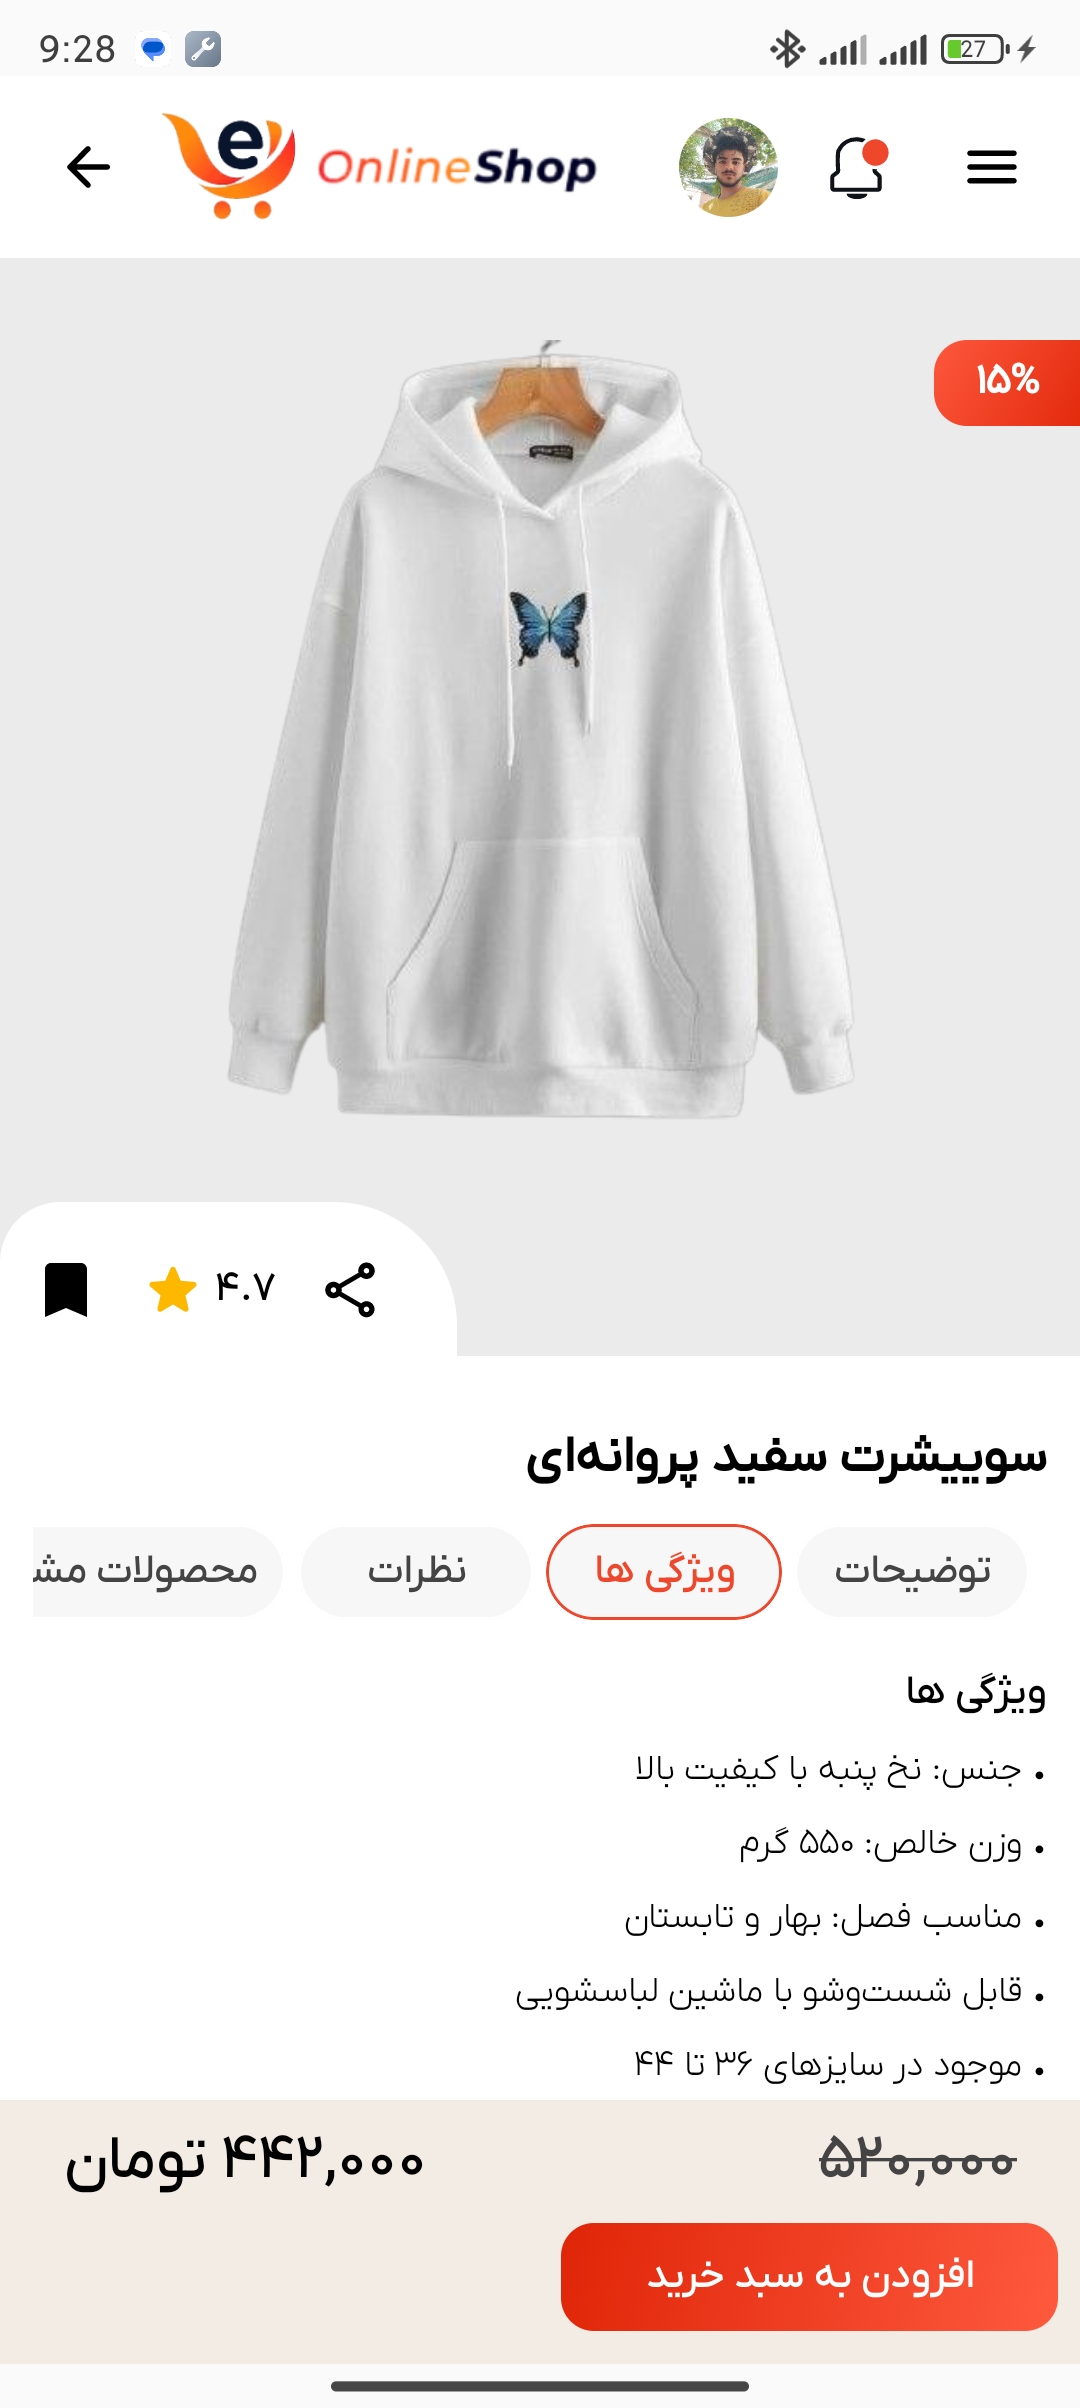 9:28
27
e
OnlineShop
۱۵%
۴.۷
سوییشرت سفید پروانه‌ای
توضیحات
ویژگی ها
نظرات
محصولات مش
ویژگی ها
• جنس: نخ پنبه با کیفیت بالا
• وزن خالص: ۵۵۰ گرم
• مناسب فصل: بهار و تابستان
• قابل شست‌وشو با ماشین لباسشویی
• موجود در سایزهای ۳۶ تا ۴۴
۵۲۰,۰۰۰
۴۴۲,۰۰۰ تومان
افزودن به سبد خرید